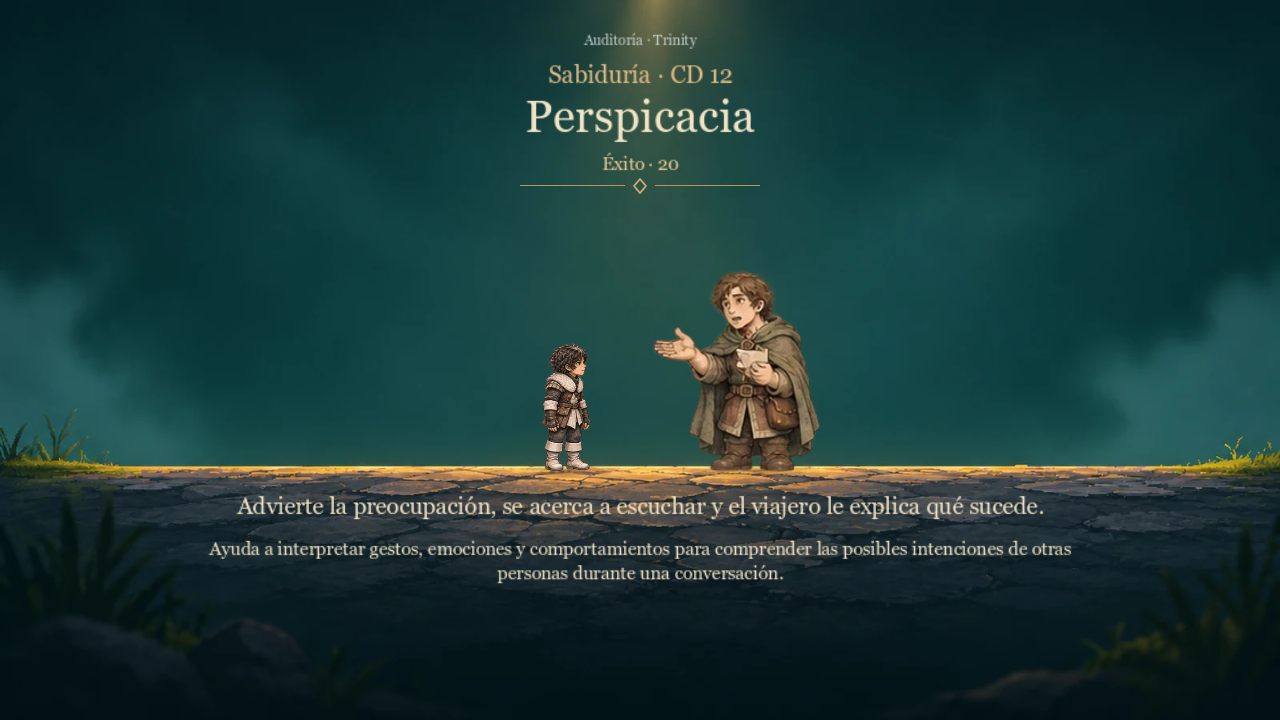 Auditoría · Trinity
Sabiduría · CD 12
Perspicacia
Éxito · 20
Advierte la preocupación, se acerca a escuchar y el viajero le explica qué sucede.
Ayuda a interpretar gestos, emociones y comportamientos para comprender las posibles intenciones de otras
personas durante una conversación.